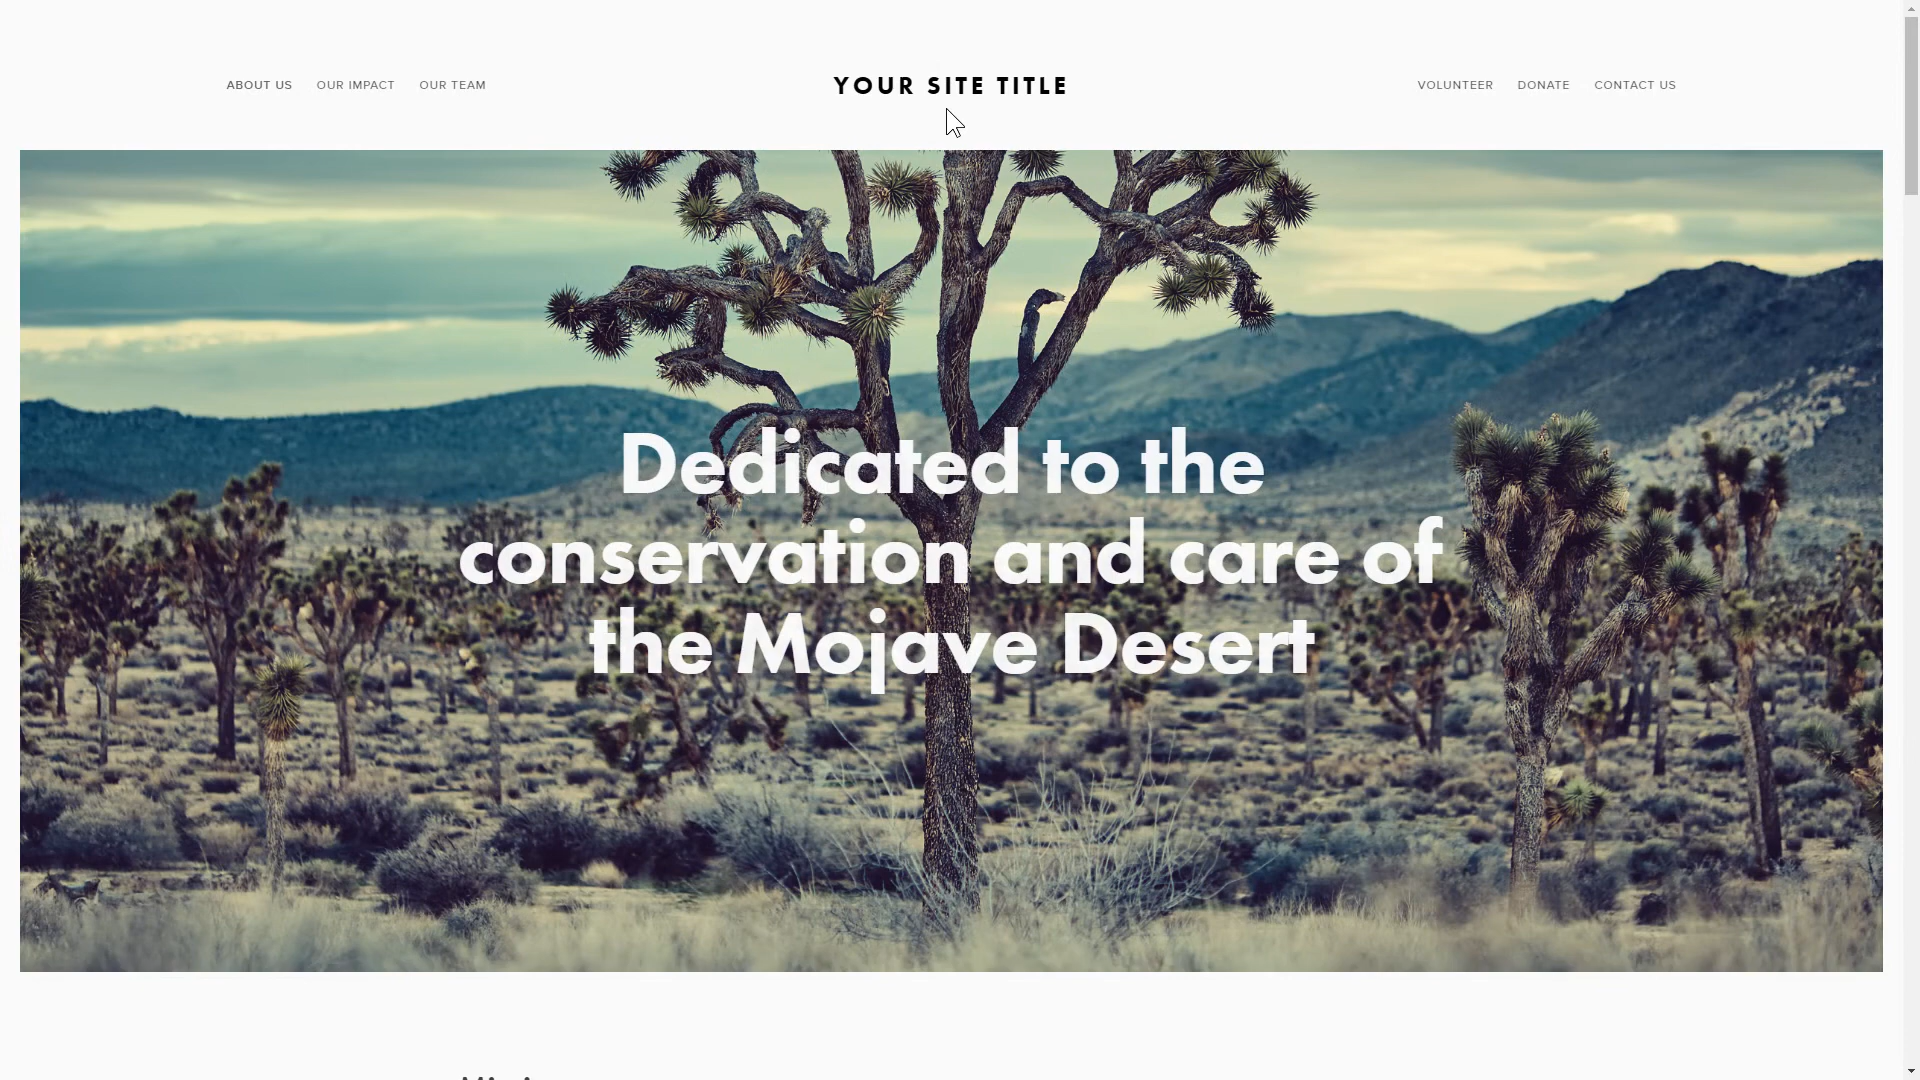 ABOUT US OUR IMPACT OUR TEAM YOUR SITE TITLE VOLUNTEER DONATE CONTACT US
Dedicated to the
conservation and care of
the Mojave Desert